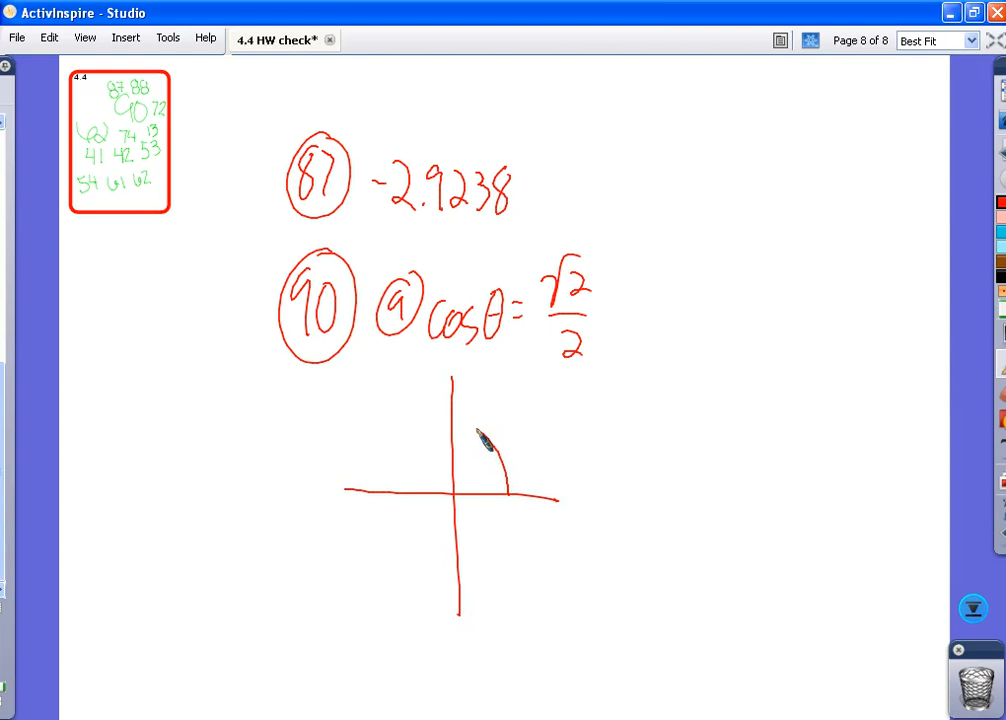 ActivInspire - Studio
File Edit View Insert Tools Help
4.4 HW check*
Page 8 of 8
Best Fit
4.4
87 88
90 72
74 13
41 42 53
54 61 62
87 -2.9238
90 a cosθ = √2/2